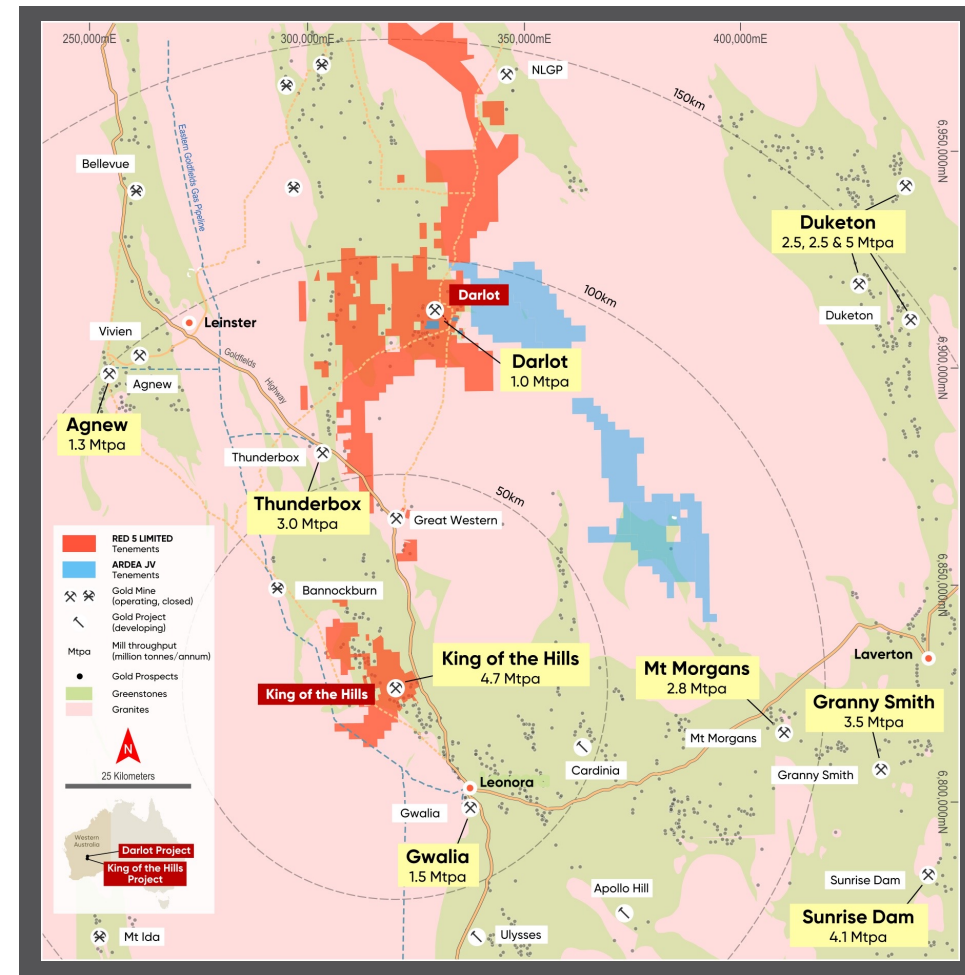 250,000mE
300,000mE
350,000mE
400,000mE
NLGP
150km
6,950,000mN
Eastern Goldfields Gas Pipeline
Bellevue
Duketon
2.5, 2.5 & 5 Mtpa
Darlot
100km
Duketon
Leinster
Vivien
Goldfields
Highway
Darlot
1.0 Mtpa
6,900,000mN
Agnew
Agnew
1.3 Mtpa
Thunderbox
Thunderbox
3.0 Mtpa
50km
Great Western
RED 5 LIMITED
Tenements
ARDEA JV
Tenements
Gold Mine
(operating, closed)
Gold Project
(developing)
Mtpa
Mill throughput
(million tonnes/annum)
Gold Prospects
Greenstones
Granites
N
25 Kilometers
Western
Australia
Darlot Project
King of the Hills
Project
Bannockburn
6,850,000mN
King of the Hills
4.7 Mtpa
King of the Hills
Laverton
Mt Morgans
2.8 Mtpa
Granny Smith
3.5 Mtpa
Mt Morgans
Cardinia
Granny Smith
Leonora
6,800,000mN
Gwalia
Gwalia
1.5 Mtpa
Apollo Hill
Sunrise Dam
Sunrise Dam
4.1 Mtpa
Mt Ida
Ulysses